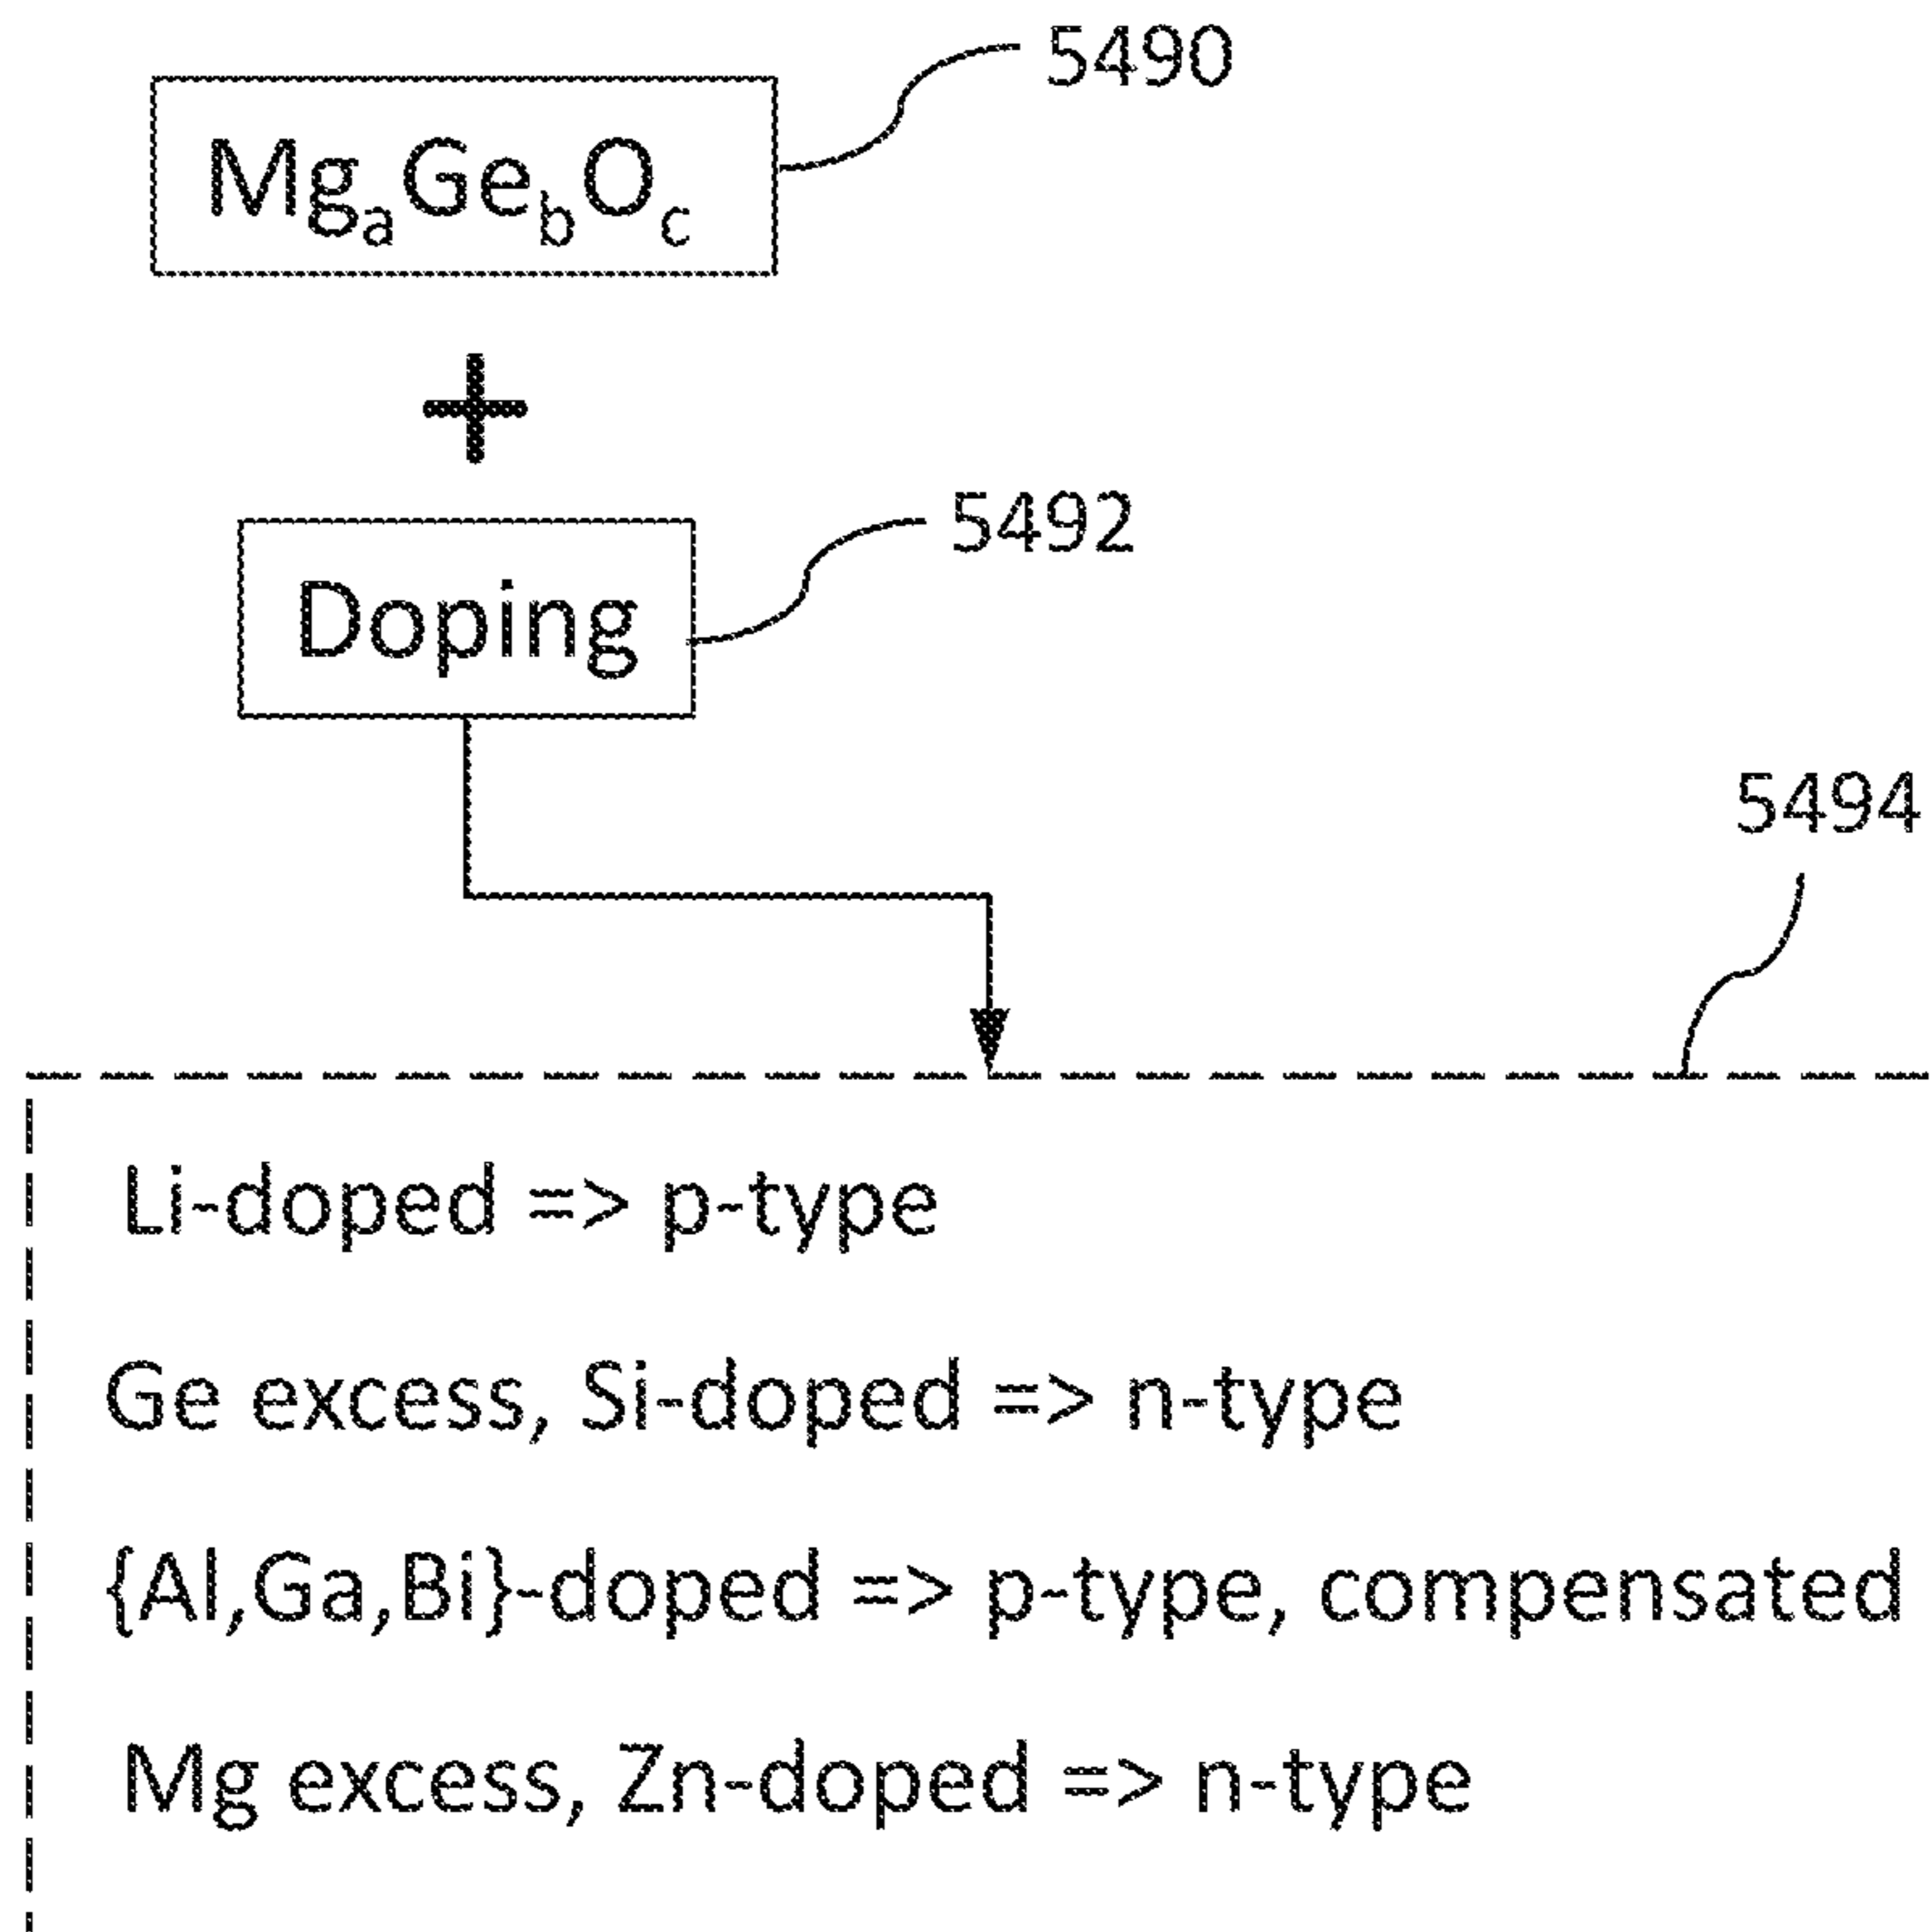 5490
MgₐGe_bO_c
+
5492
Doping
5494
Li-doped => p-type
Ge excess, Si-doped => n-type
{Al,Ga,Bi}-doped => p-type, compensated
Mg excess, Zn-doped => n-type